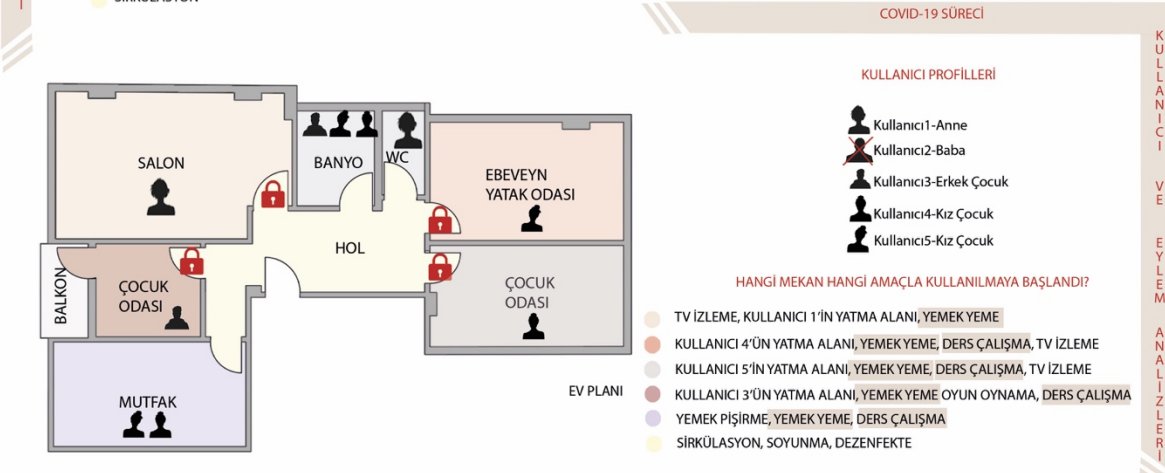 SİRKÜLASYON
COVID-19 SÜRECİ
KULLANICI VE EYLEM ANALİZLERİ
KULLANICI PROFİLLERİ
Kullanıcı1-Anne
Kullanıcı2-Baba
Kullanıcı3-Erkek Çocuk
Kullanıcı4-Kız Çocuk
Kullanıcı5-Kız Çocuk
SALON
BANYO
WC
EBEVEYN
YATAK ODASI
HOL
BALKON
ÇOCUK
ODASI
ÇOCUK
ODASI
MUTFAK
EV PLANI
HANGİ MEKAN HANGİ AMAÇLA KULLANILMAYA BAŞLANDI?
TV İZLEME, KULLANICI 1'İN YATMA ALANI, YEMEK YEME
KULLANICI 4'ÜN YATMA ALANI, YEMEK YEME, DERS ÇALIŞMA, TV İZLEME
KULLANICI 5'İN YATMA ALANI, YEMEK YEME, DERS ÇALIŞMA, TV İZLEME
KULLANICI 3'ÜN YATMA ALANI, YEMEK YEME OYUN OYNAMA, DERS ÇALIŞMA
YEMEK PİŞİRME, YEMEK YEME, DERS ÇALIŞMA
SİRKÜLASYON, SOYUNMA, DEZENFEKTE